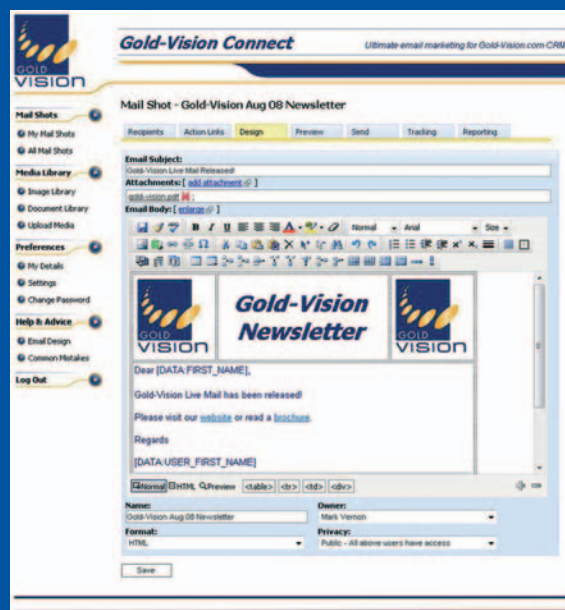 GOLD
VISION
Gold-Vision Connect
Ultimate email marketing for Gold-Vision.com CRM
Mail Shot - Gold-Vision Aug 08 Newsletter
Mail Shots
My Mail Shots
All Mail Shots
Media Library
Image Library
Document Library
Upload Media
Preferences
My Details
Settings
Change Password
Help & Advice
Email Design
Common Mistakes
Log Out
Recipients Action Links Design Preview Send Tracking Reporting
Email Subject:
Gold-Vision Live Mail Released!
Attachments: [ add attachment ]
gold-vision.pdf ;
Email Body: [ enlarge ]
B I U Normal Arial Size
GOLD
VISION
Gold-Vision
Newsletter
GOLD
VISION
Dear [DATA:FIRST_NAME],
Gold-Vision Live Mail has been released!
Please visit our website or read a brochure.
Regards
[DATA:USER_FIRST_NAME]
Normal HTML Preview <table> <tr> <td> <div>
Name: Owner:
Gold-Vision Aug 08 Newsletter Mark Vernon
Format: Privacy:
HTML Public - All above users have access
Save